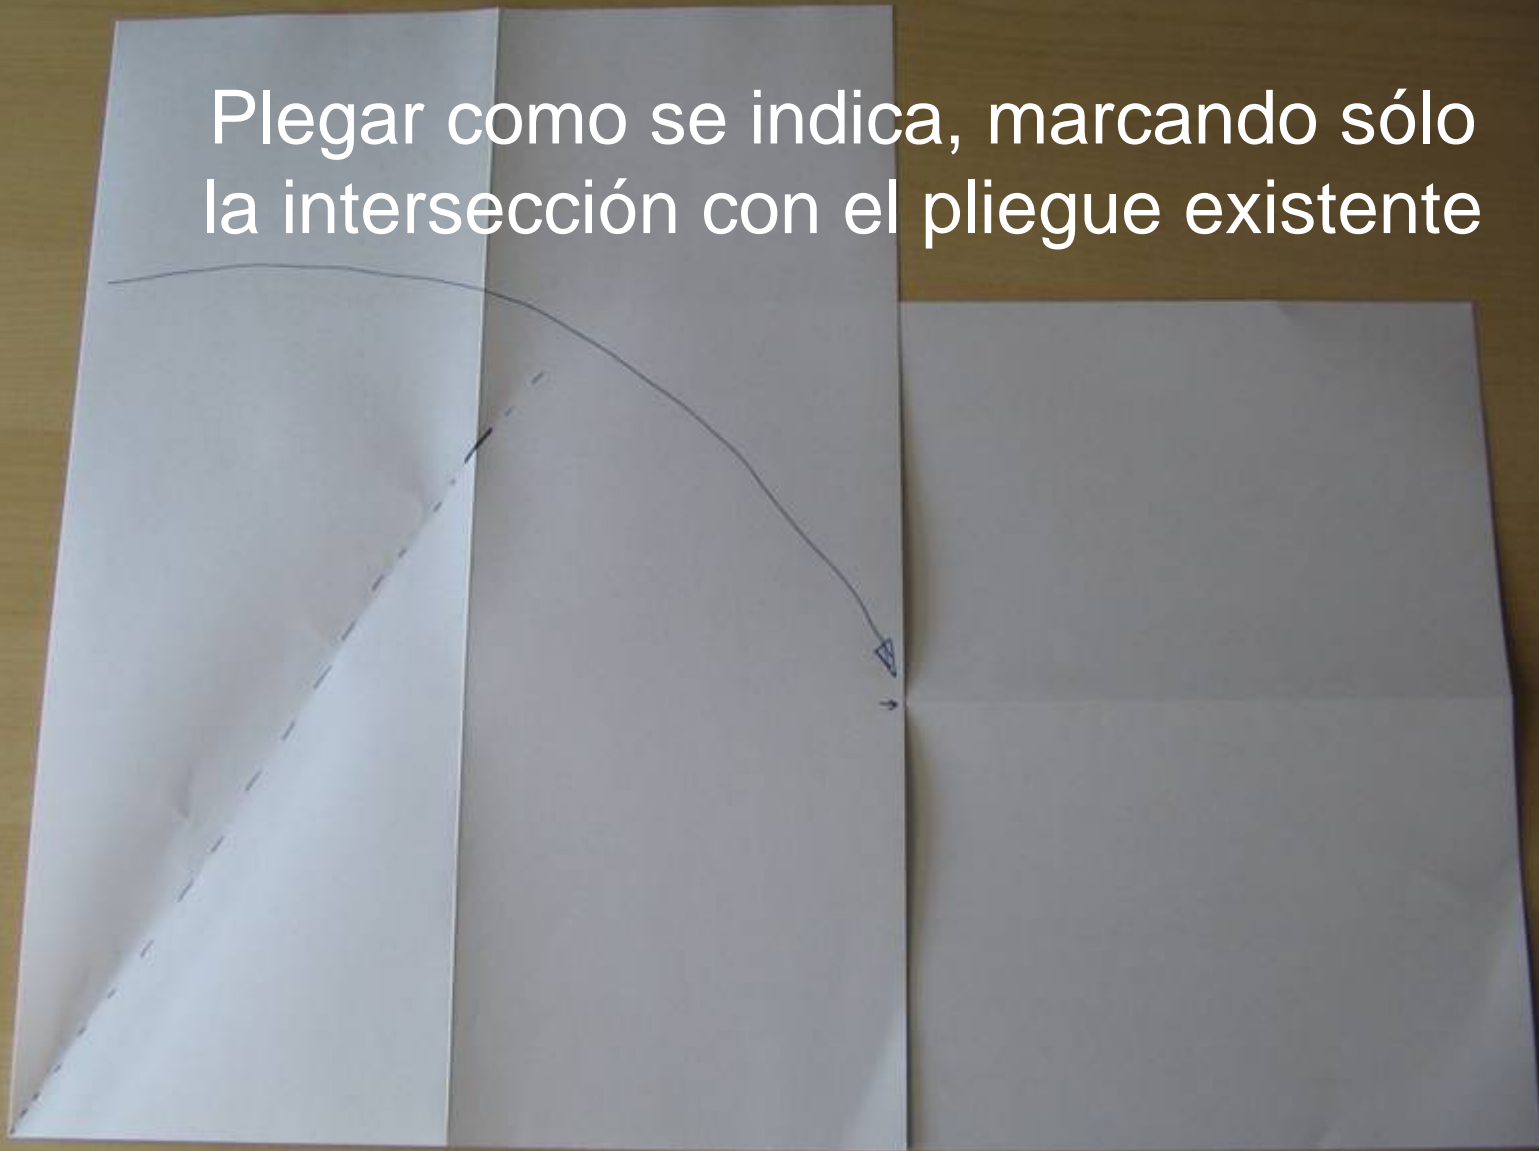 Plegar como se indica, marcando sólo
la intersección con el pliegue existente